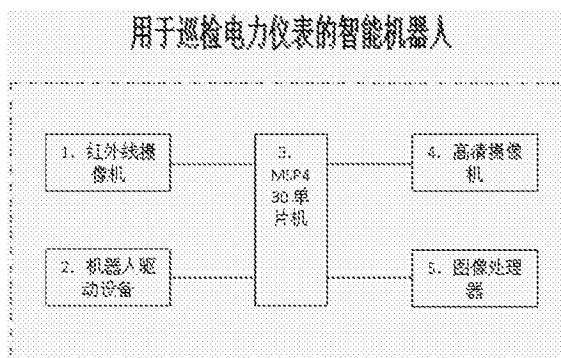 用于巡检电力仪表的智能机器人
1. 红外线摄
像机
3.
MSP4
30单
片机
4. 高清摄像
机
2. 机器人驱
动设备
5. 图像处理
器